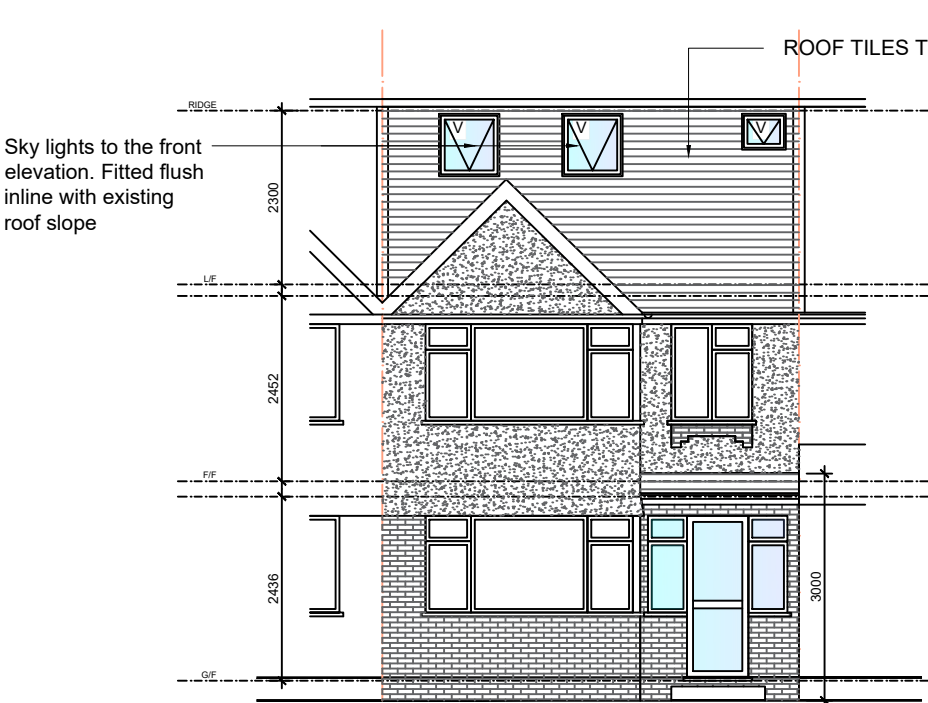 ROOF TILES T
RIDGE
Sky lights to the front
elevation. Fitted flush
inline with existing
roof slope
V
V
V
2300
L/F
2452
F/F
2436
3000
G/F